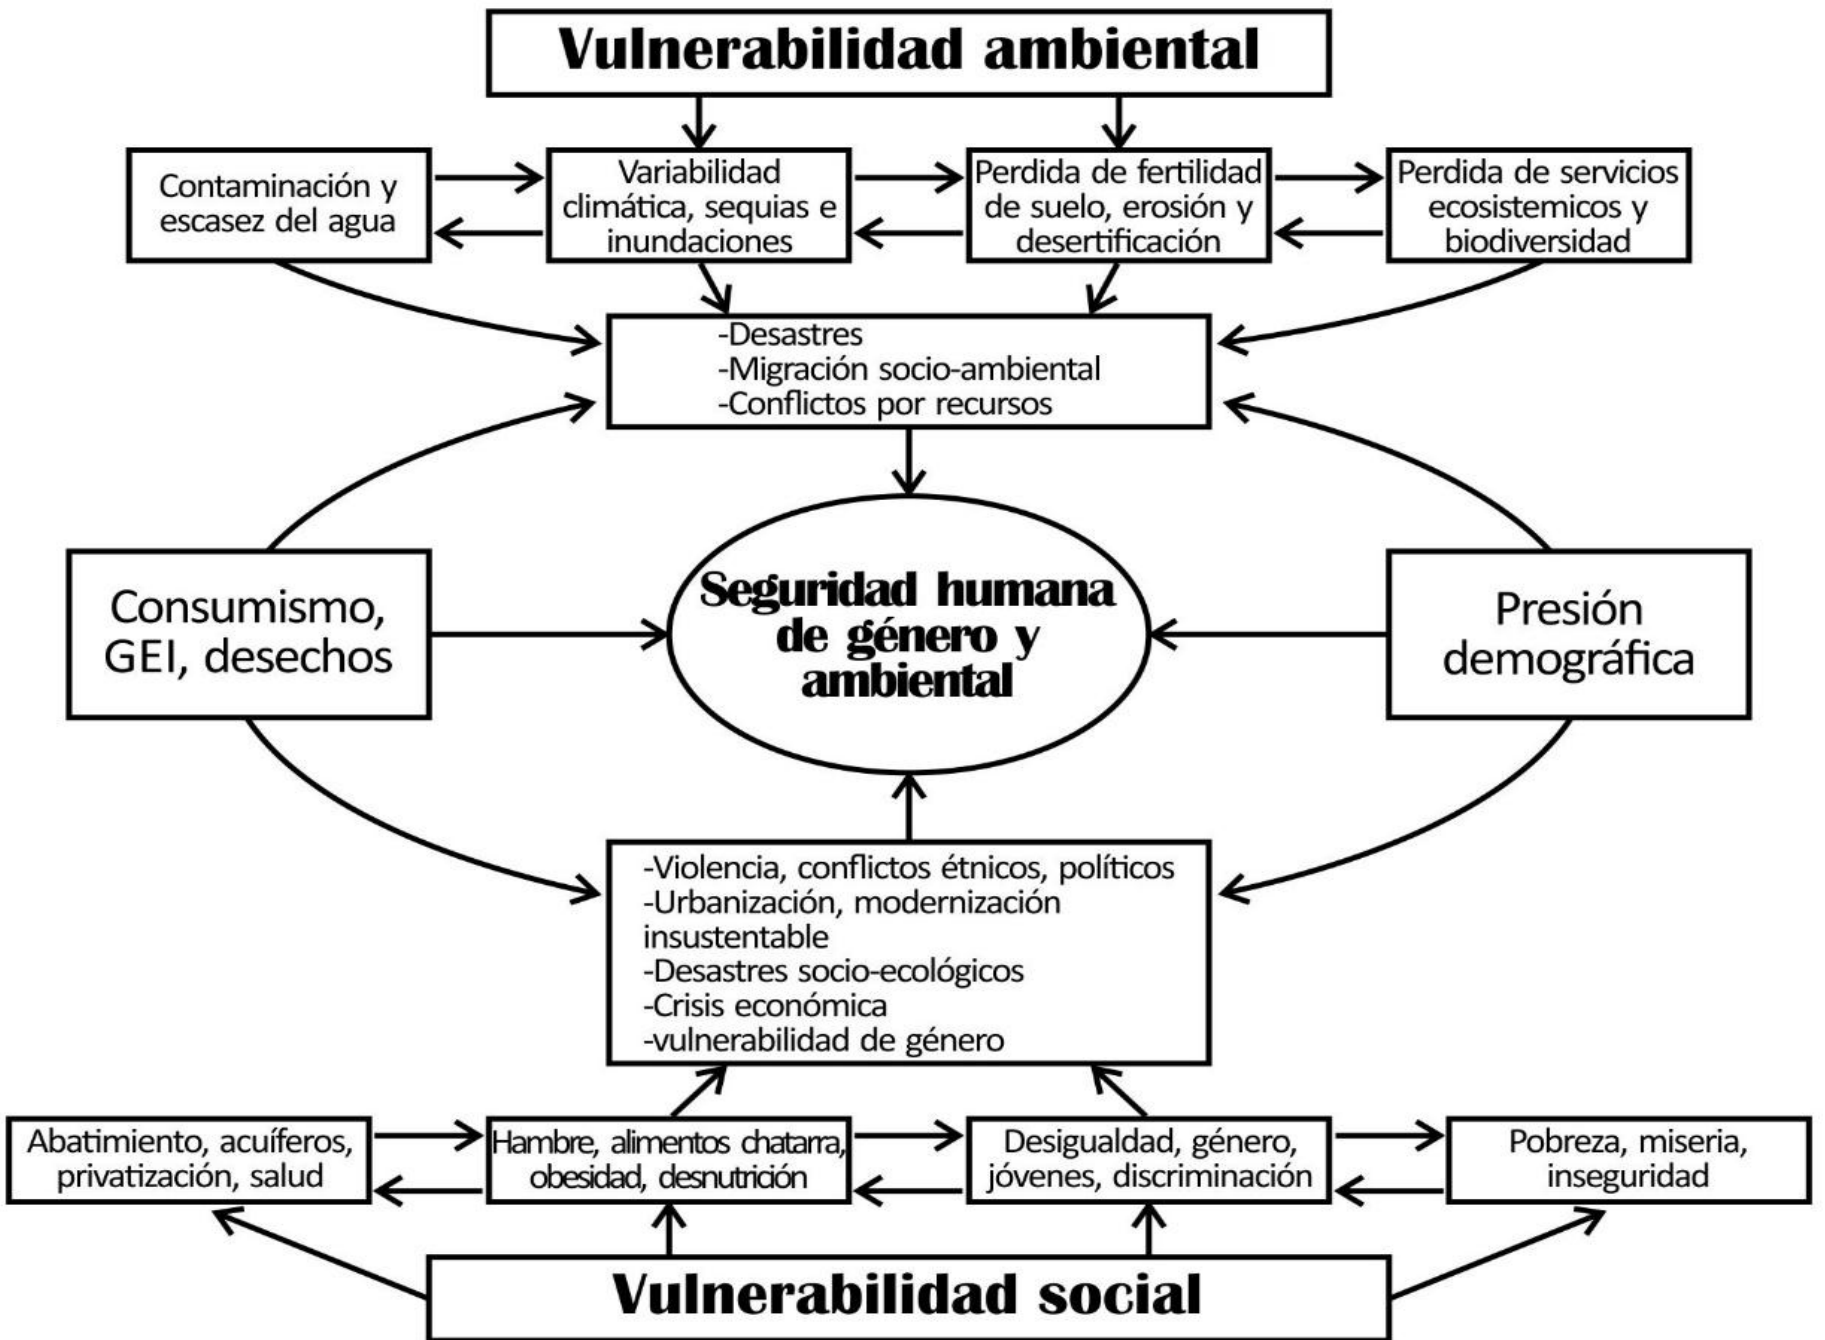 Vulnerabilidad ambiental
Contaminación y
escasez del agua
Variabilidad
climática, sequias e
inundaciones
Perdida de fertilidad
de suelo, erosión y
desertificación
Perdida de servicios
ecosistemicos y
biodiversidad
-Desastres
-Migración socio-ambiental
-Conflictos por recursos
Consumismo,
GEI, desechos
Seguridad humana
de género y
ambiental
Presión
demográfica
-Violencia, conflictos étnicos, políticos
-Urbanización, modernización
insustentable
-Desastres socio-ecológicos
-Crisis económica
-vulnerabilidad de género
Abatimiento, acuíferos,
privatización, salud
Hambre, alimentos chatarra,
obesidad, desnutrición
Desigualdad, género,
jóvenes, discriminación
Pobreza, miseria,
inseguridad
Vulnerabilidad social